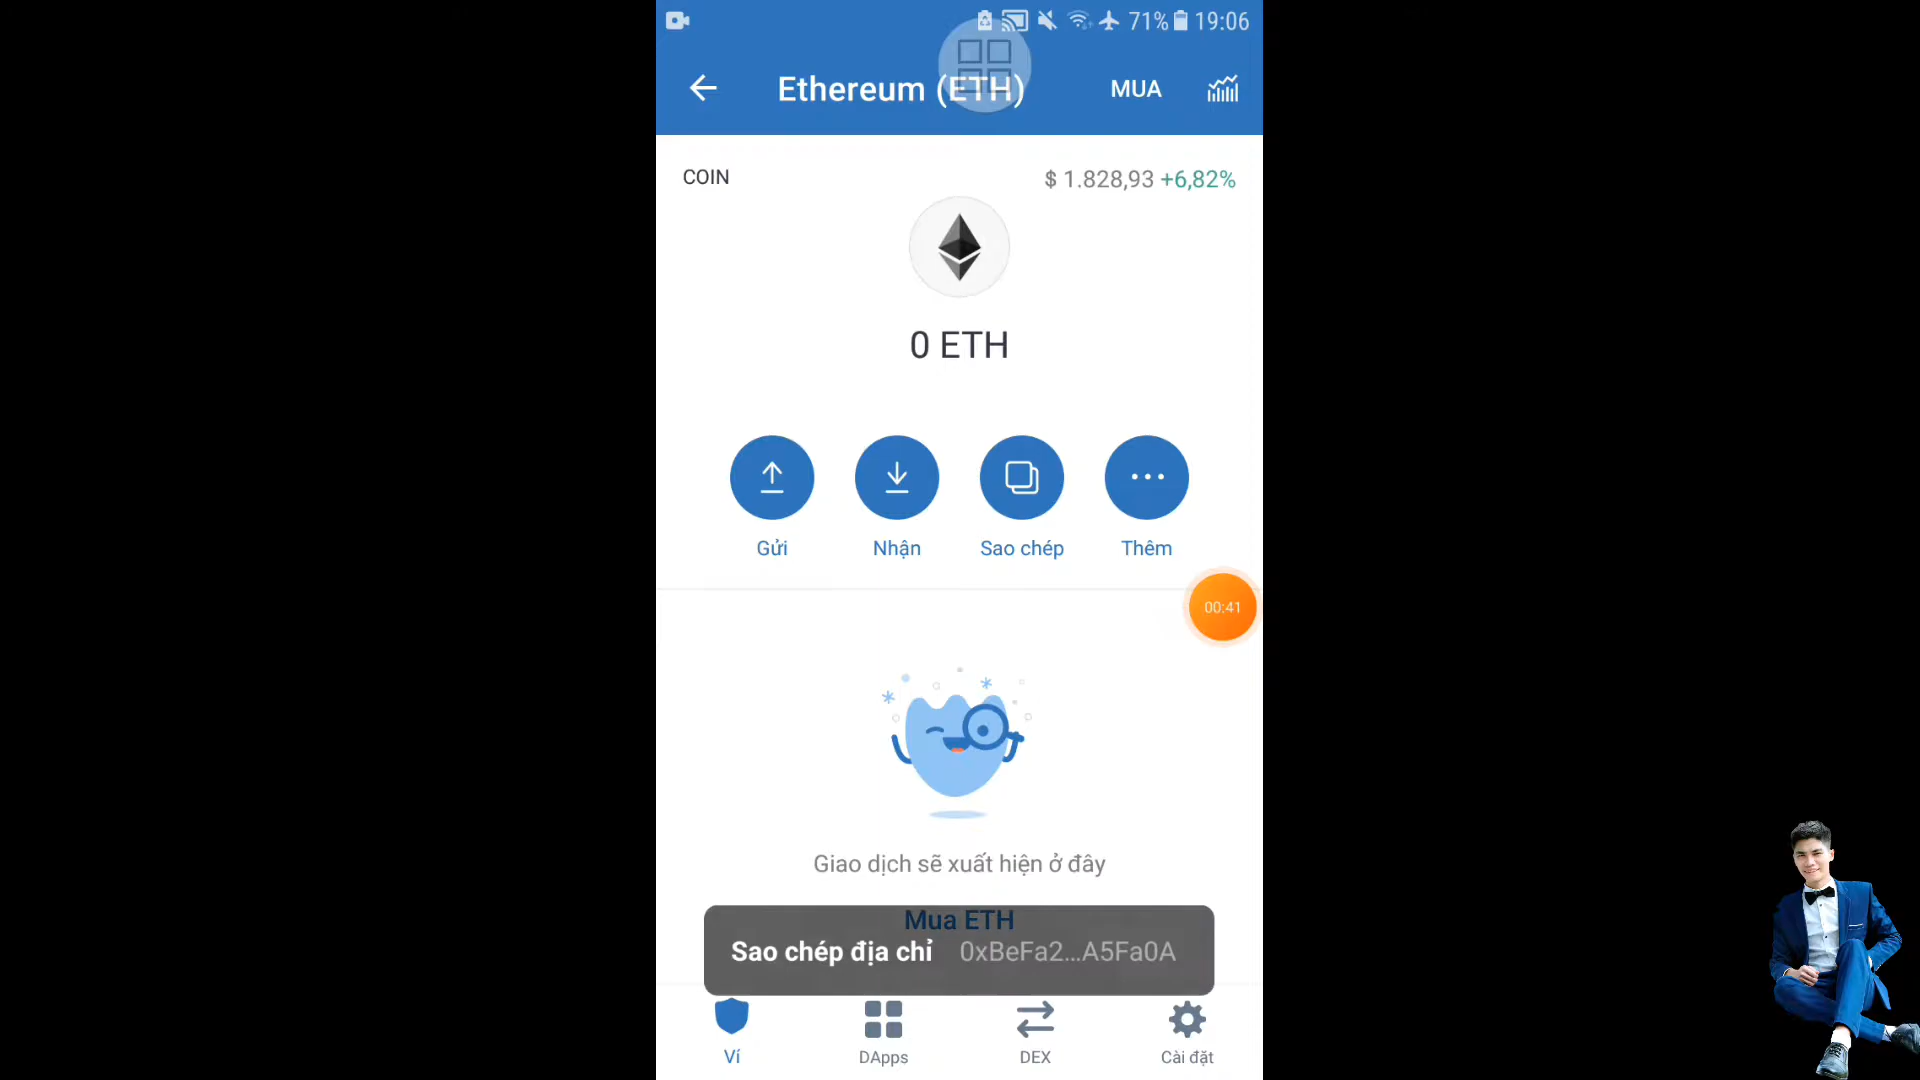 71% 19:06
Ethereum (ETH)
MUA
COIN
$ 1.828,93 +6,82%
0 ETH
Gửi
Nhận
Sao chép
Thêm
00:41
Giao dịch sẽ xuất hiện ở đây
Mua ETH
Sao chép địa chỉ 0xBeFa2...A5Fa0A
Ví
DApps
DEX
Cài đặt